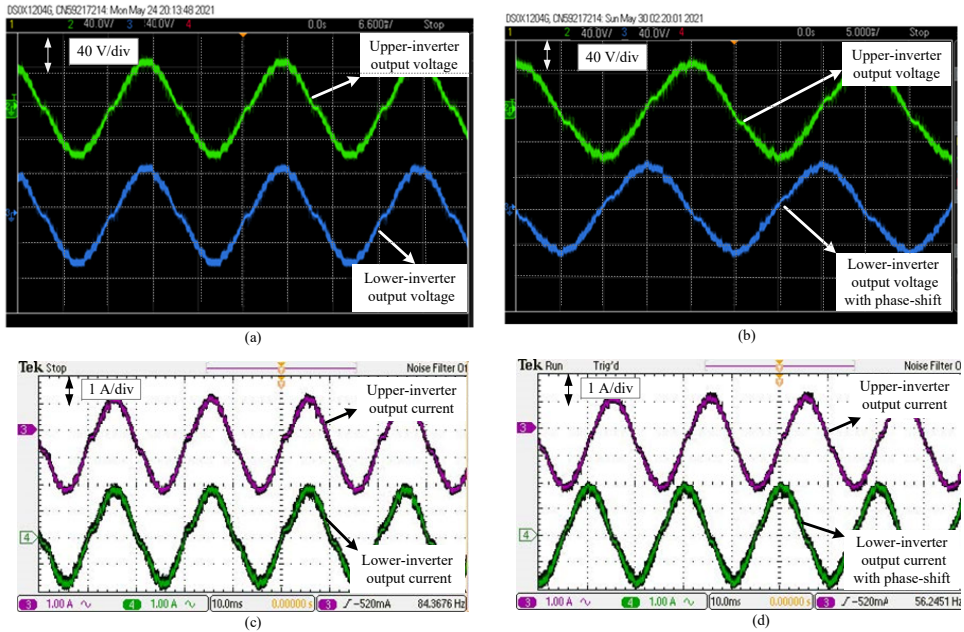 DSOX1204G, CN59217214: Mon May 24 20:13:48 2021
1 2 40.0V/ 3 40.0V/ 4 0.0s 6.600ms/ Stop
40 V/div
Upper-inverter
output voltage
Lower-inverter
output voltage
(a)
DSOX1204G, CN59217214: Sun May 30 02:20:01 2021
1 2 40.0V/ 3 40.0V/ 4 0.0s 5.000ms/ Stop
40 V/div
Upper-inverter
output voltage
Lower-inverter
output voltage
with phase-shift
(b)
Tek Stop Noise Filter Of
1 A/div
Upper-inverter
output current
3
4
Lower-inverter
output current
3 1.00 A 4 1.00 A 10.0ms 0.00000 s 3 −520mA 84.3676 Hz
(c)
Tek Run Trig'd Noise Filter O
1 A/div
Upper-inverter
output current
3
4
Lower-inverter
output current
with phase-shift
3 1.00 A 4 1.00 A 10.0ms 0.00000 s 3 −520mA 56.2451 Hz
(d)